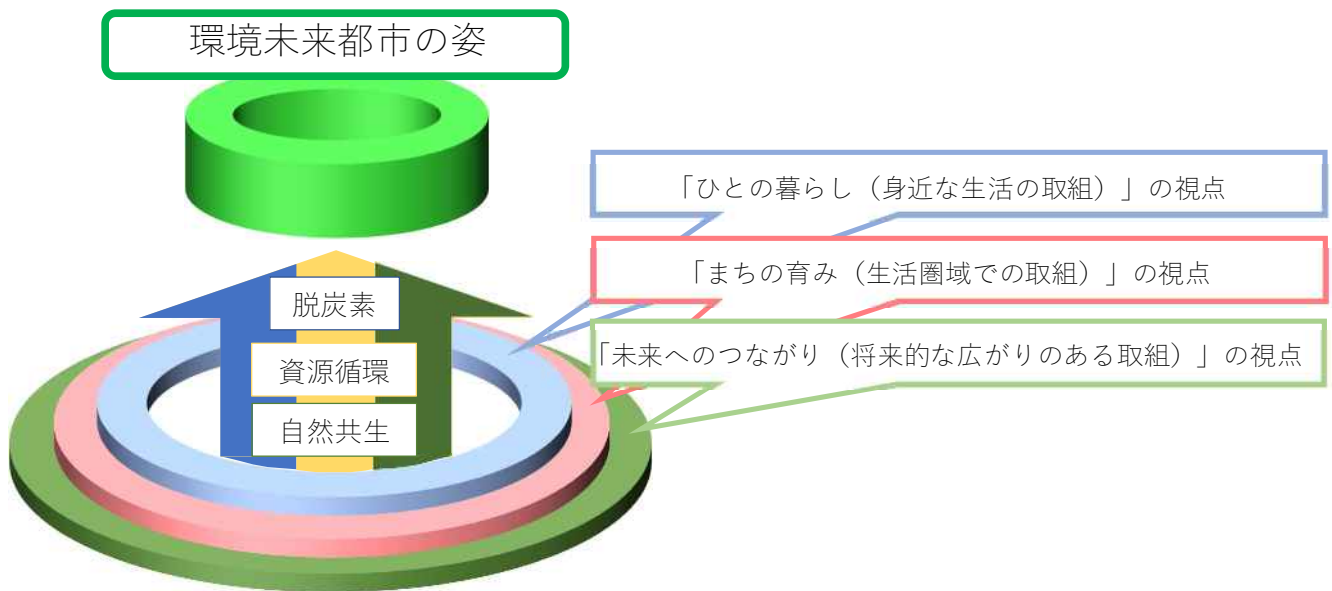 環境未来都市の姿
「ひとの暮らし（身近な生活の取組）」の視点
「まちの育み（生活圏域での取組）」の視点
「未来へのつながり（将来的な広がりのある取組）」の視点
脱炭素
資源循環
自然共生